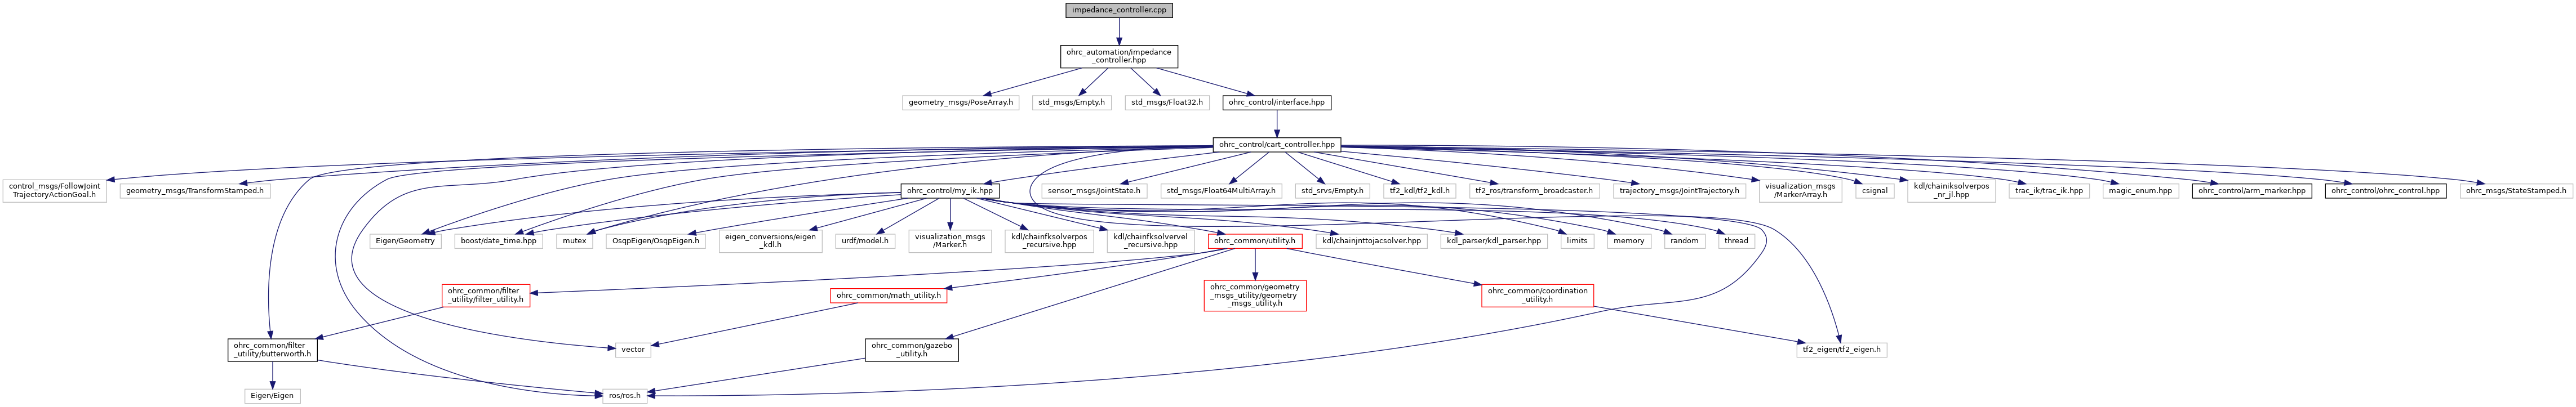 impedance_controller.cpp
ohrc_automation/impedance
_controller.hpp
geometry_msgs/PoseArray.h
std_msgs/Empty.h
std_msgs/Float32.h
ohrc_control/interface.hpp
ohrc_control/cart_controller.hpp
control_msgs/FollowJoint
TrajectoryActionGoal.h
geometry_msgs/TransformStamped.h
ohrc_control/my_ik.hpp
sensor_msgs/JointState.h
std_msgs/Float64MultiArray.h
std_srvs/Empty.h
tf2_kdl/tf2_kdl.h
tf2_ros/transform_broadcaster.h
trajectory_msgs/JointTrajectory.h
visualization_msgs
/MarkerArray.h
csignal
kdl/chainiksolverpos
_nr_jl.hpp
trac_ik/trac_ik.hpp
magic_enum.hpp
ohrc_control/arm_marker.hpp
ohrc_control/ohrc_control.hpp
ohrc_msgs/StateStamped.h
Eigen/Geometry
boost/date_time.hpp
mutex
OsqpEigen/OsqpEigen.h
eigen_conversions/eigen
_kdl.h
urdf/model.h
visualization_msgs
/Marker.h
kdl/chainfksolverpos
_recursive.hpp
kdl/chainfksolvervel
_recursive.hpp
ohrc_common/utility.h
kdl/chainjnttojacsolver.hpp
kdl_parser/kdl_parser.hpp
limits
memory
random
thread
ohrc_common/filter
_utility/filter_utility.h
ohrc_common/math_utility.h
ohrc_common/geometry
_msgs_utility/geometry
_msgs_utility.h
ohrc_common/coordination
_utility.h
ohrc_common/filter
_utility/butterworth.h
vector
ohrc_common/gazebo
_utility.h
tf2_eigen/tf2_eigen.h
Eigen/Eigen
ros/ros.h